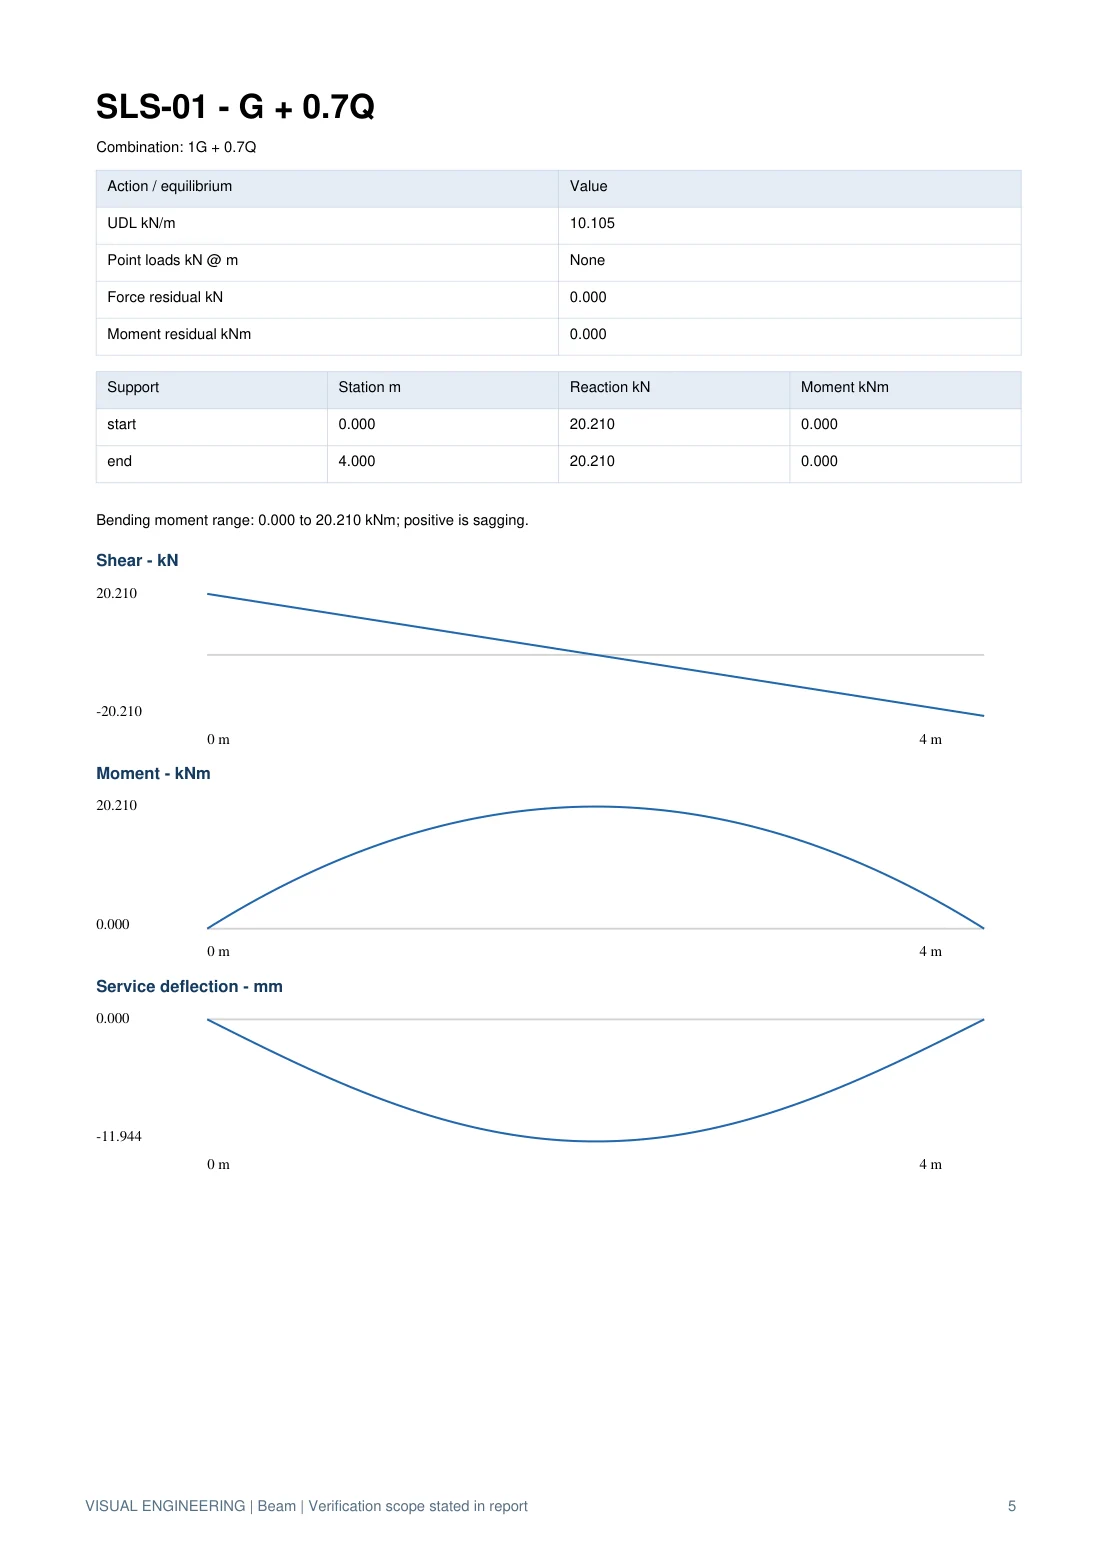 SLS-01 - G + 0.7Q
Combination: 1G + 0.7Q
Action / equilibrium Value
UDL kN/m 10.105
Point loads kN @ m None
Force residual kN 0.000
Moment residual kNm 0.000
Support Station m Reaction kN Moment kNm
start 0.000 20.210 0.000
end 4.000 20.210 0.000
Bending moment range: 0.000 to 20.210 kNm; positive is sagging.
Shear - kN
20.210
-20.210
0 m 4 m
Moment - kNm
20.210
0.000
0 m 4 m
Service deflection - mm
0.000
-11.944
0 m 4 m
VISUAL ENGINEERING | Beam | Verification scope stated in report 5